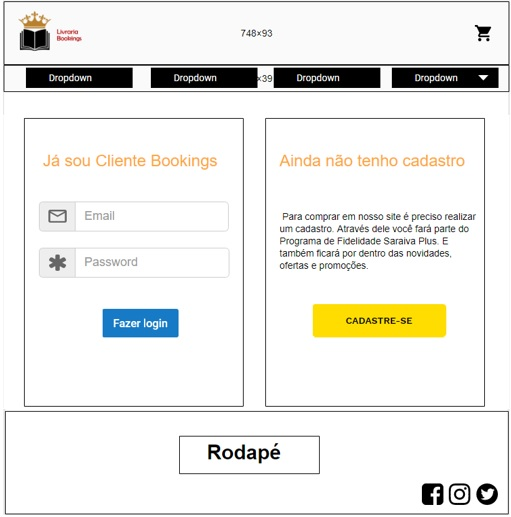 Livraria
Bookings
748×93
Dropdown
Dropdown
×39
Dropdown
Dropdown
Já sou Cliente Bookings
Email
Password
Fazer login
Ainda não tenho cadastro
Para comprar em nosso site é preciso realizar
um cadastro. Através dele você fará parte do
Programa de Fidelidade Saraiva Plus. E
também ficará por dentro das novidades,
ofertas e promoções.
CADASTRE-SE
Rodapé